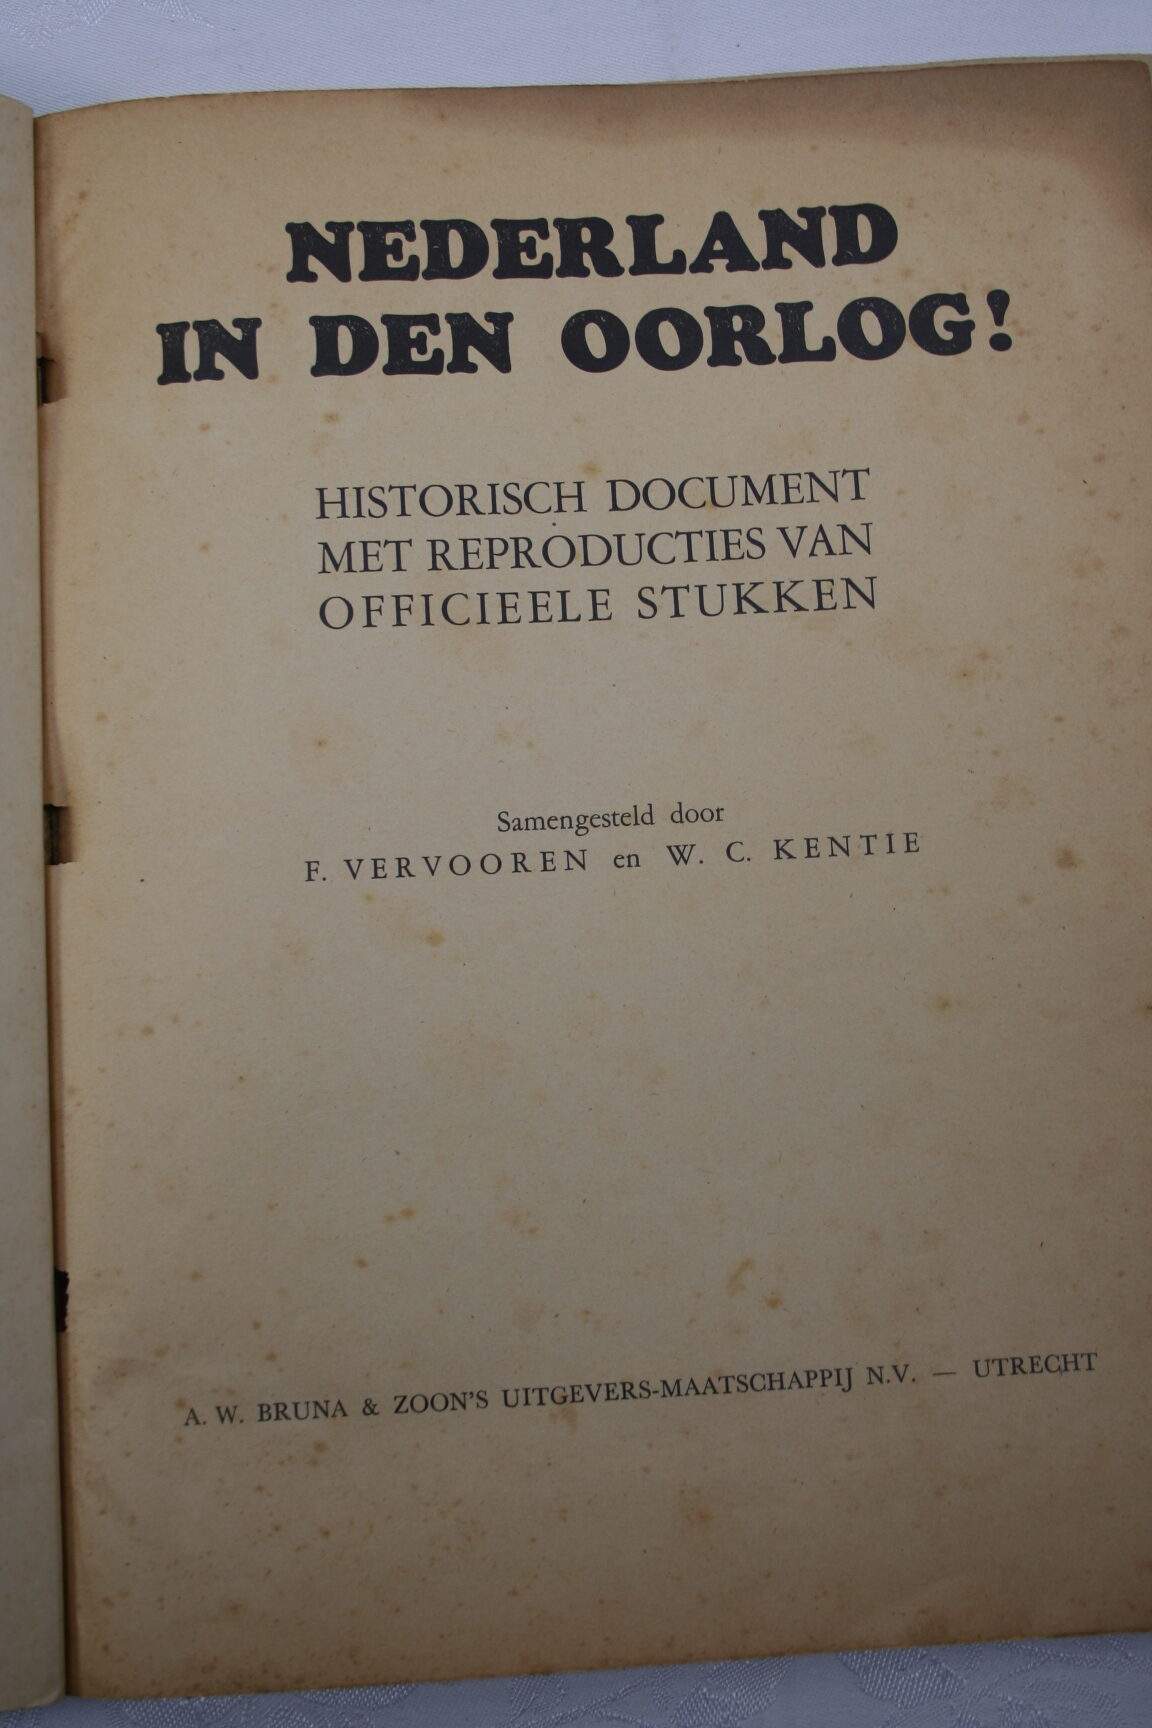 NEDERLAND
IN DEN OORLOG!
HISTORISCH DOCUMENT
MET REPRODUCTIES VAN
OFFICIEELE STUKKEN
Samengesteld door
F. VERVOOREN en W. C. KENTIE
A. W. BRUNA & ZOON'S UITGEVERS-MAATSCHAPPIJ N.V. — UTRECHT